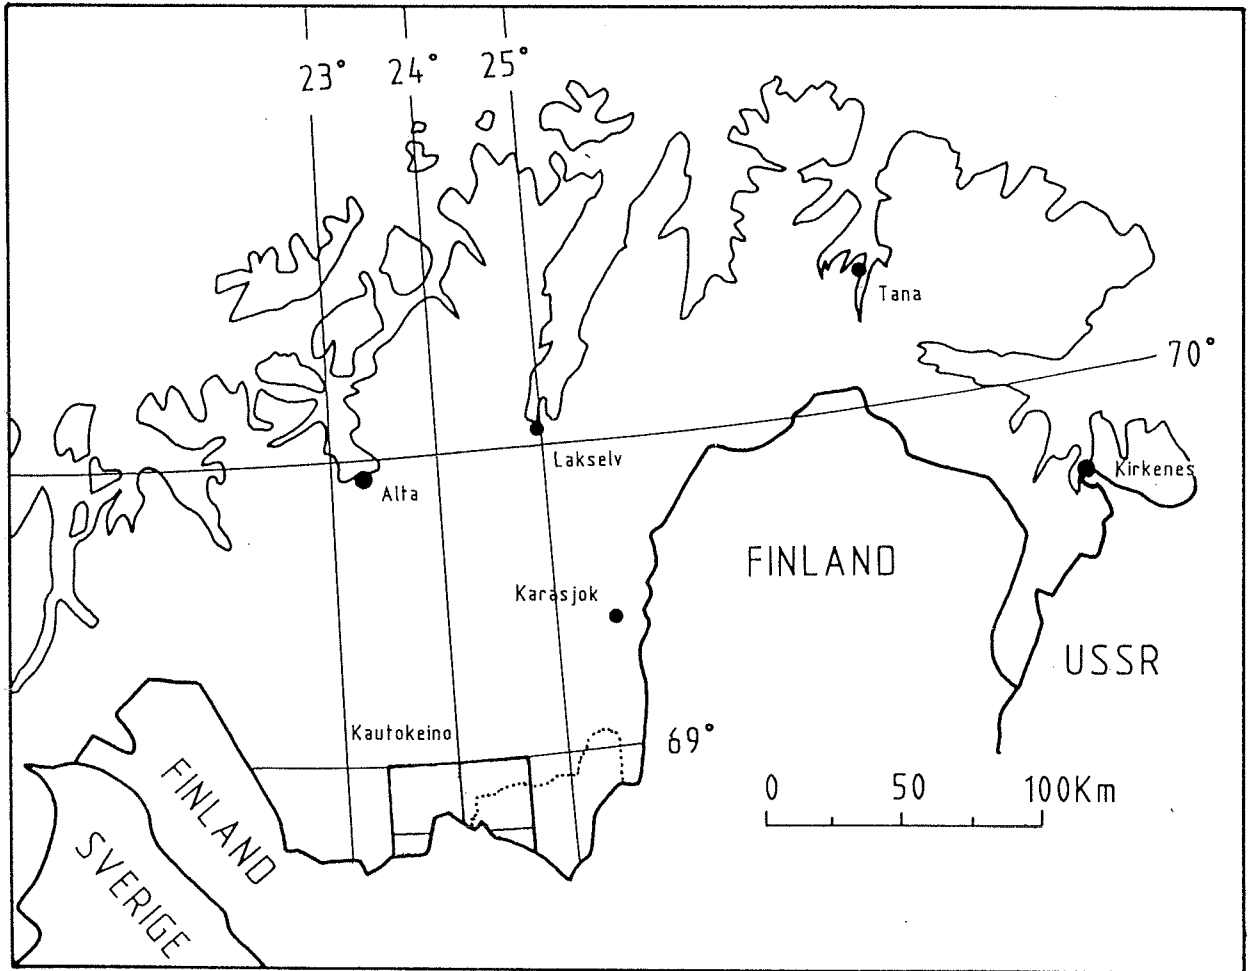 23° 24° 25°
Tana
70°
Lakselv
Kirkenes
Alta
FINLAND
Karasjok
USSR
Kautokeino
69°
FINLAND
0 50 100Km
SVERIGE